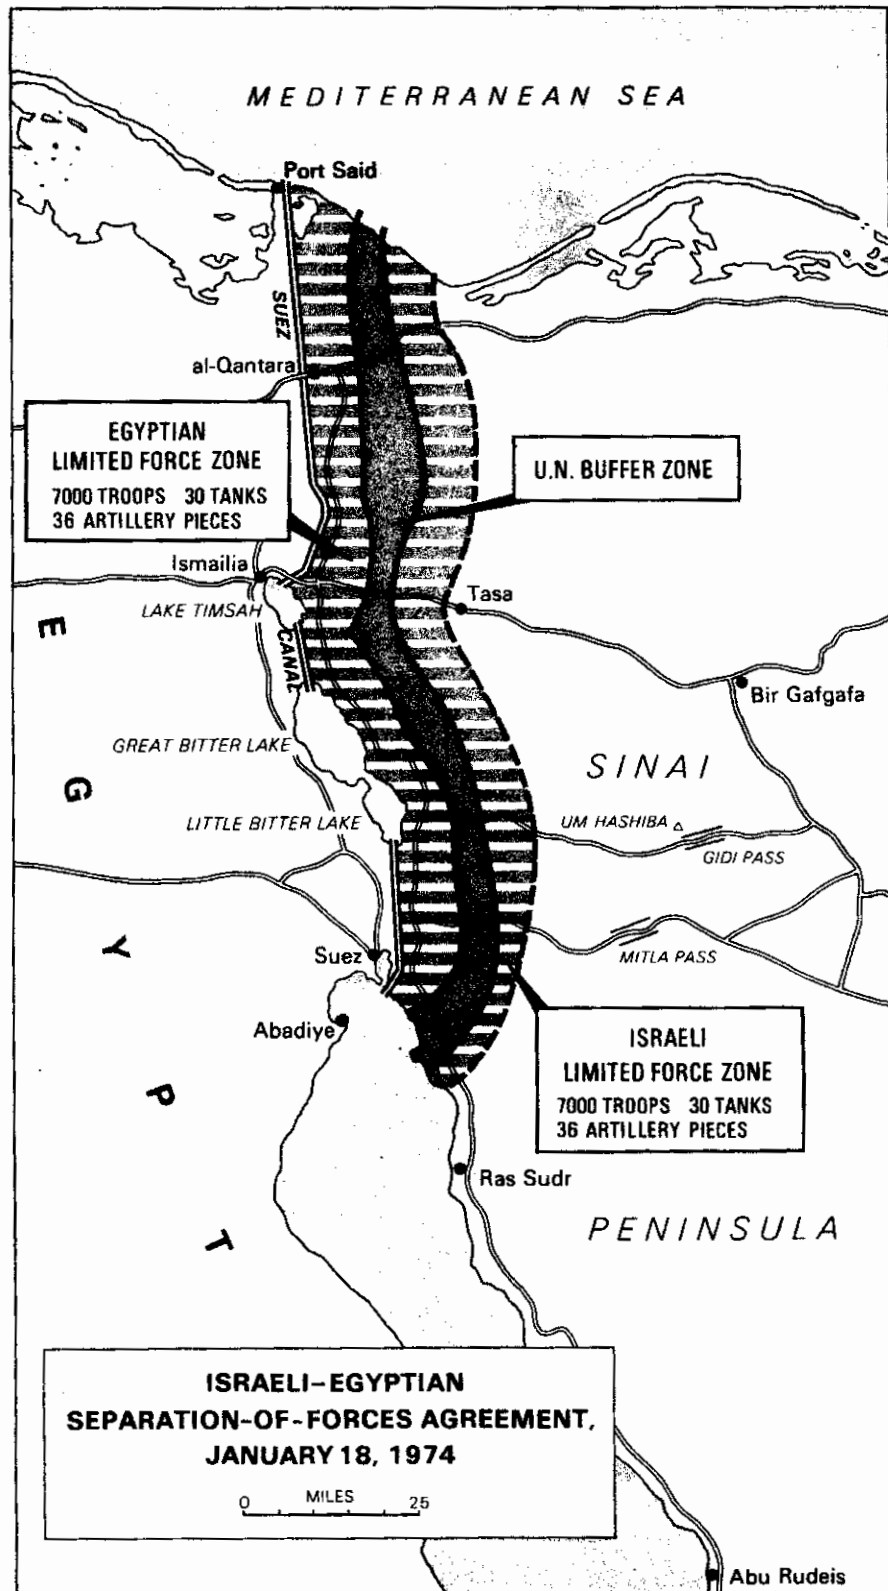 MEDITERRANEAN SEA
Port Said
SUEZ
al-Qantara
EGYPTIAN
LIMITED FORCE ZONE
7000 TROOPS 30 TANKS
36 ARTILLERY PIECES
U.N. BUFFER ZONE
Ismailia
LAKE TIMSAH
Tasa
CANAL
Bir Gafgafa
GREAT BITTER LAKE
SINAI
LITTLE BITTER LAKE
UM HASHIBA
GIDI PASS
Suez
MITLA PASS
Abadiye
ISRAELI
LIMITED FORCE ZONE
7000 TROOPS 30 TANKS
36 ARTILLERY PIECES
Ras Sudr
PENINSULA
EGYPT
ISRAELI-EGYPTIAN
SEPARATION-OF-FORCES AGREEMENT,
JANUARY 18, 1974
MILES
0 25
Abu Rudeis